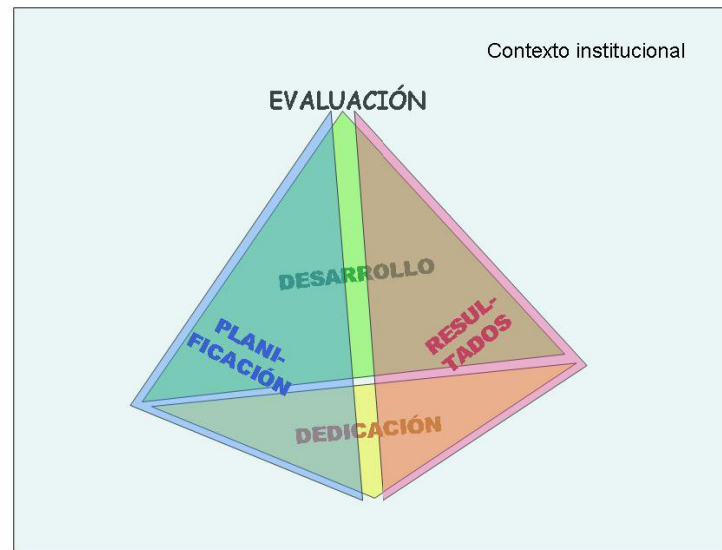 Contexto institucional
EVALUACIÓN
DESARROLLO
PLANI-
FICACIÓN
RESUL-
TADOS
DEDICACIÓN